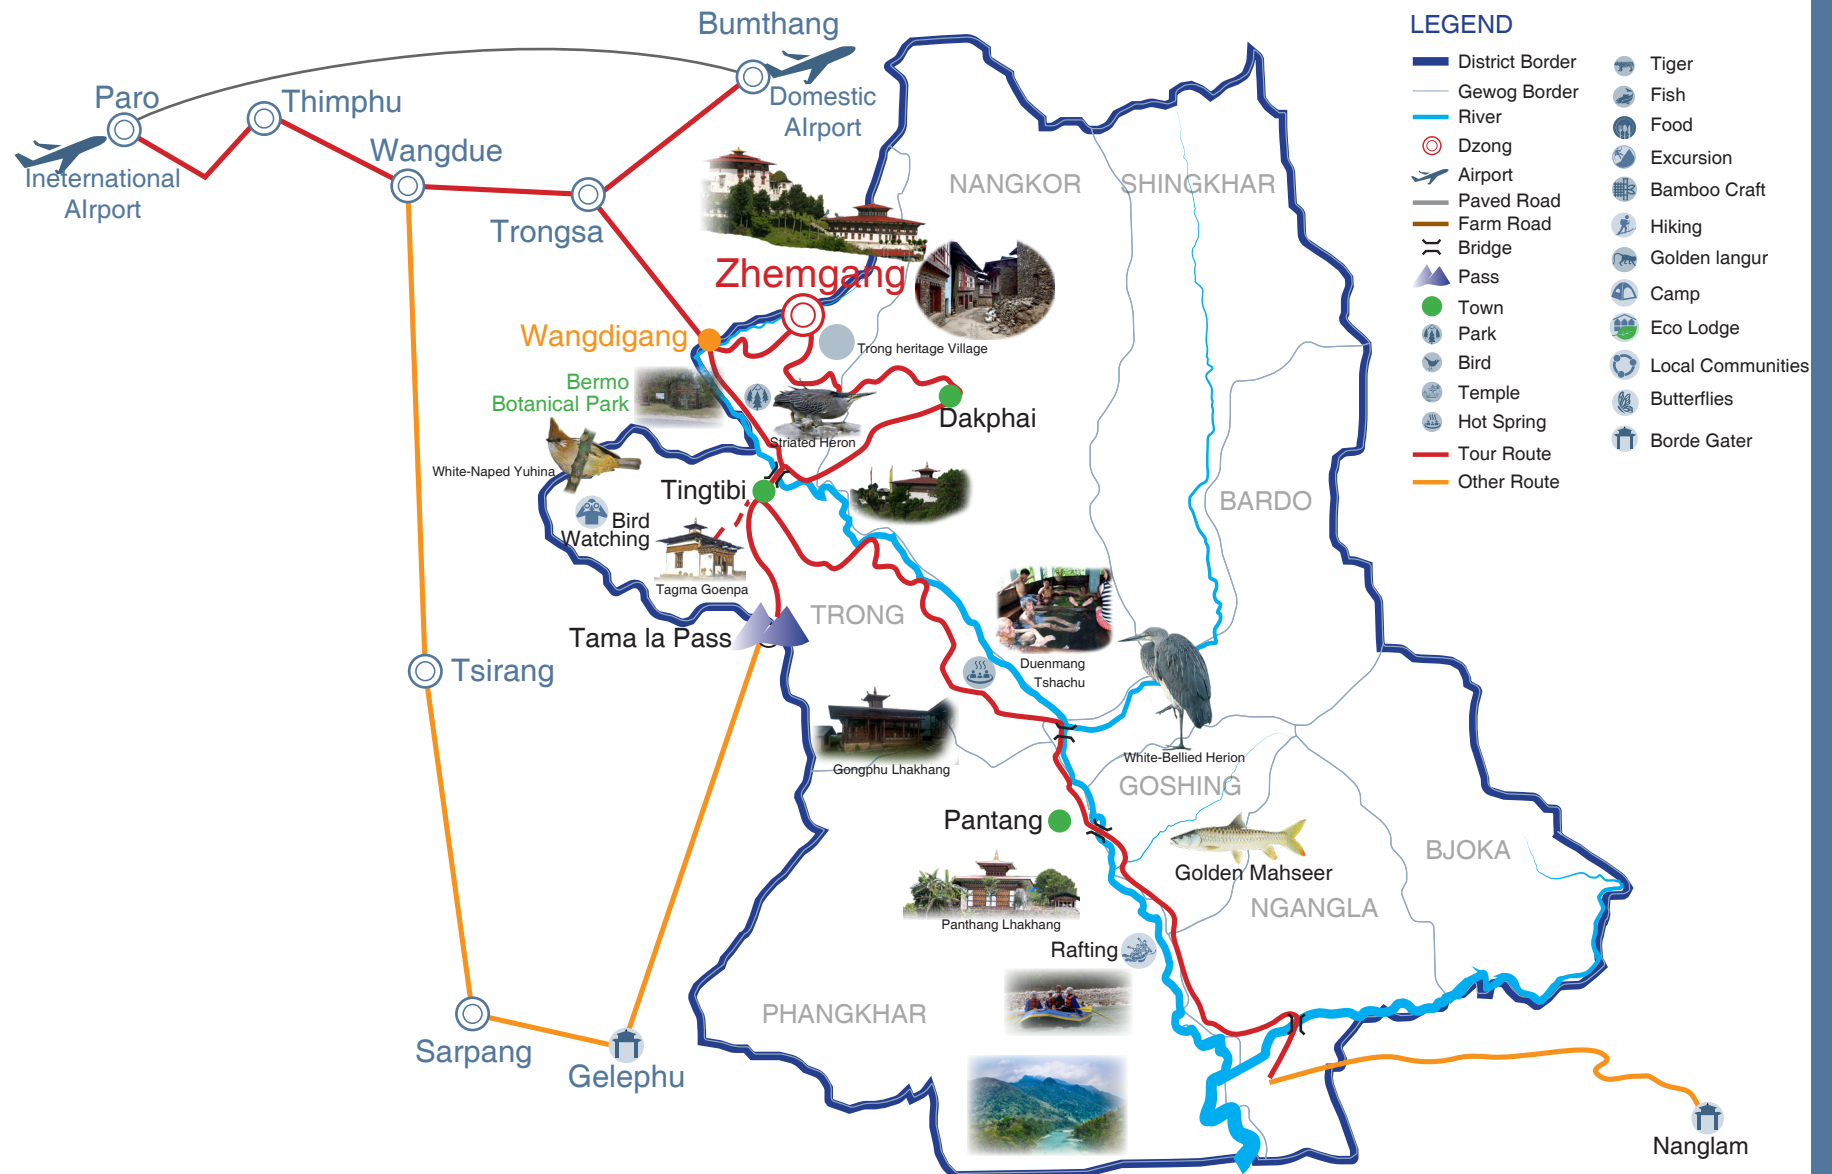 Bumthang
Domestic
AIrport
Paro
Ineternational
AIrport
Thimphu
Wangdue
Trongsa
NANGKOR
SHINGKHAR
Zhemgang
Wangdigang
Trong heritage Village
Bermo
Botanical Park
Dakphai
Striated Heron
White-Naped Yuhina
Tingtibi
BARDO
Bird
Watching
Tagma Goenpa
TRONG
Tama la Pass
Duenmang
Tshachu
Tsirang
White-Bellied Herion
Gongphu Lhakhang
GOSHING
Pantang
Golden Mahseer
BJOKA
NGANGLA
Panthang Lhakhang
Rafting
PHANGKHAR
Sarpang
Gelephu
Nanglam
LEGEND
District Border
Gewog Border
River
Dzong
Airport
Paved Road
Farm Road
Bridge
Pass
Town
Park
Bird
Temple
Hot Spring
Tour Route
Other Route
Tiger
Fish
Food
Excursion
Bamboo Craft
Hiking
Golden langur
Camp
Eco Lodge
Local Communities
Butterflies
Borde Gater